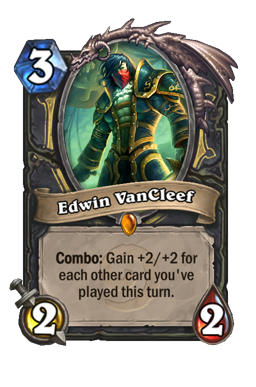 3
Edwin VanCleef
Combo: Gain +2/+2 for
each other card you've
played this turn.
2 2